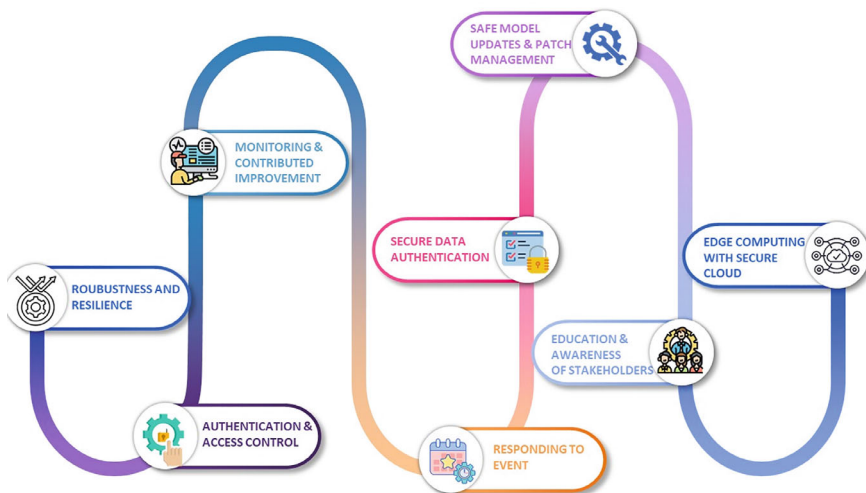 ROUBUSTNESS AND
RESILIENCE
AUTHENTICATION &
ACCESS CONTROL
MONITORING &
CONTRIBUTED
IMPROVEMENT
RESPONDING TO
EVENT
SECURE DATA
AUTHENTICATION
SAFE MODEL
UPDATES & PATCH
MANAGEMENT
EDUCATION &
AWARENESS
OF STAKEHOLDERS
EDGE COMPUTING
WITH SECURE
CLOUD